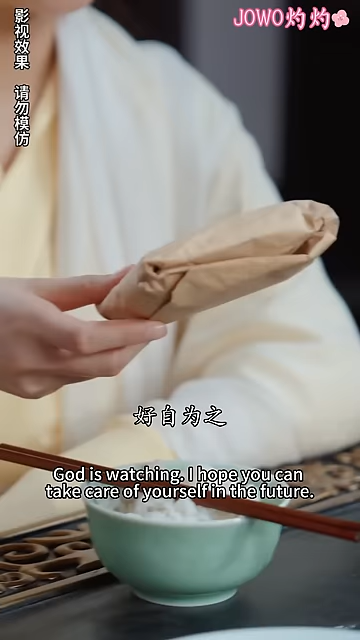 JOWO灼灼
影视效果 请勿模仿
好自为之
God is watching. I hope you can
take care of yourself in the future.